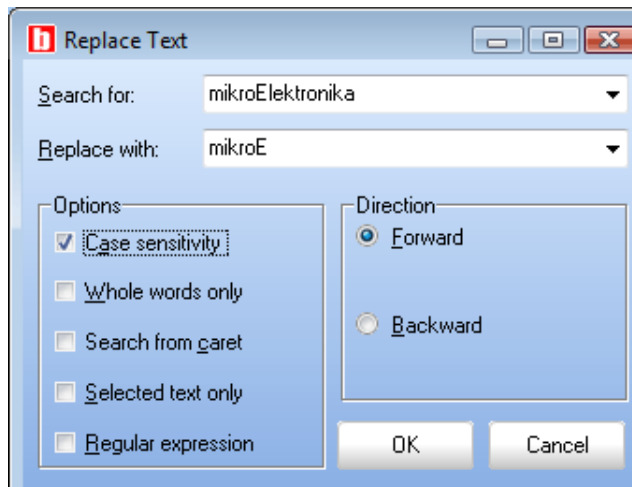 b Replace Text
Search for: mikroElektronika
Replace with: mikroE
Options
Case sensitivity
Whole words only
Search from caret
Selected text only
Regular expression
Direction
Forward
Backward
OK Cancel